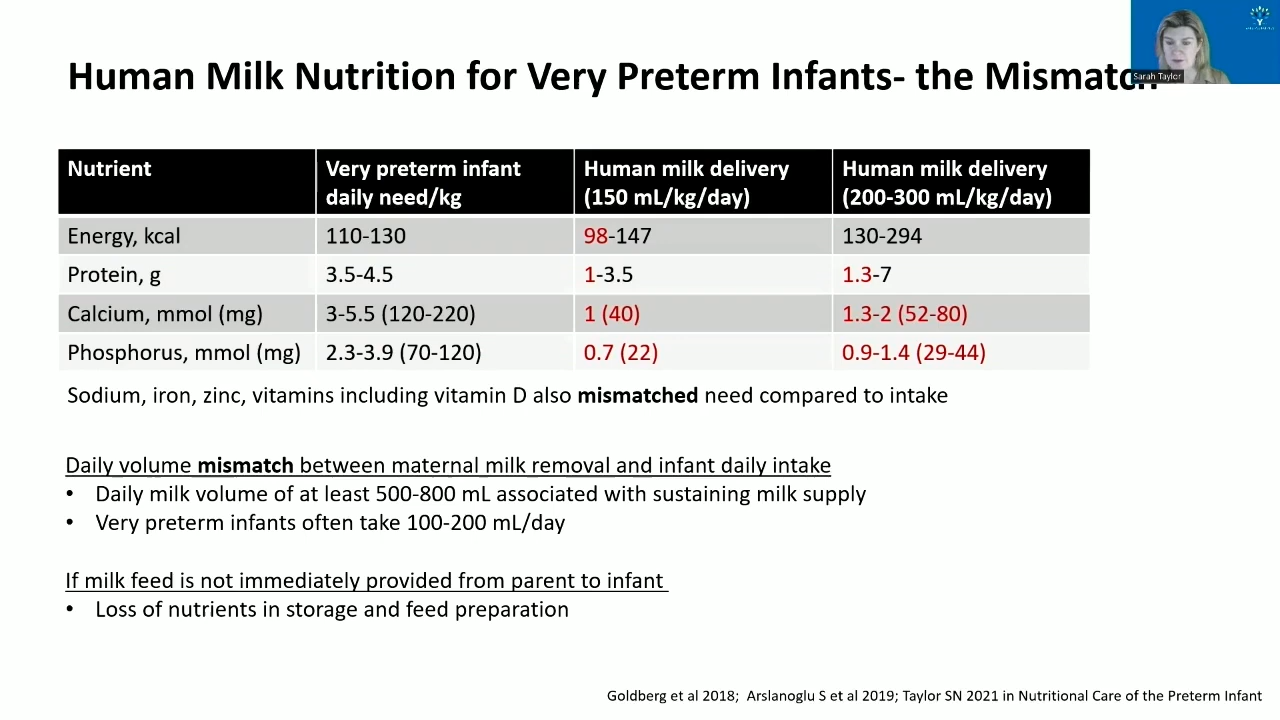 Human Milk Nutrition for Very Preterm Infants- the Mismatch
Sarah Taylor
Nutrient
Very preterm infant daily need/kg
Human milk delivery (150 mL/kg/day)
Human milk delivery (200-300 mL/kg/day)
Energy, kcal 110-130 98-147 130-294
Protein, g 3.5-4.5 1-3.5 1.3-7
Calcium, mmol (mg) 3-5.5 (120-220) 1 (40) 1.3-2 (52-80)
Phosphorus, mmol (mg) 2.3-3.9 (70-120) 0.7 (22) 0.9-1.4 (29-44)
Sodium, iron, zinc, vitamins including vitamin D also mismatched need compared to intake
Daily volume mismatch between maternal milk removal and infant daily intake
• Daily milk volume of at least 500-800 mL associated with sustaining milk supply
• Very preterm infants often take 100-200 mL/day
If milk feed is not immediately provided from parent to infant
• Loss of nutrients in storage and feed preparation
Goldberg et al 2018; Arslanoglu S et al 2019; Taylor SN 2021 in Nutritional Care of the Preterm Infant